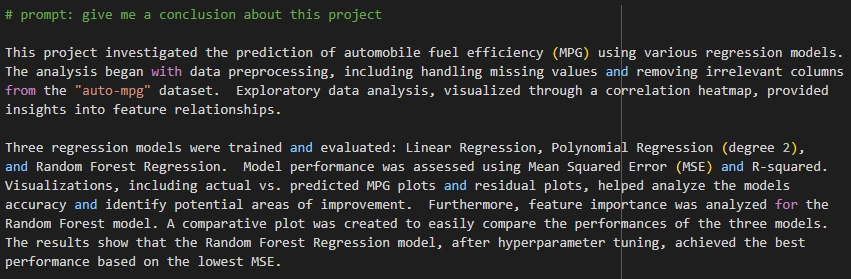 # prompt: give me a conclusion about this project
This project investigated the prediction of automobile fuel efficiency (MPG) using various regression models.
The analysis began with data preprocessing, including handling missing values and removing irrelevant columns
from the "auto-mpg" dataset.  Exploratory data analysis, visualized through a correlation heatmap, provided
insights into feature relationships.
Three regression models were trained and evaluated: Linear Regression, Polynomial Regression (degree 2),
and Random Forest Regression.  Model performance was assessed using Mean Squared Error (MSE) and R-squared.
Visualizations, including actual vs. predicted MPG plots and residual plots, helped analyze the models
accuracy and identify potential areas of improvement.  Furthermore, feature importance was analyzed for the
Random Forest model. A comparative plot was created to easily compare the performances of the three models.
The results show that the Random Forest Regression model, after hyperparameter tuning, achieved the best
performance based on the lowest MSE.